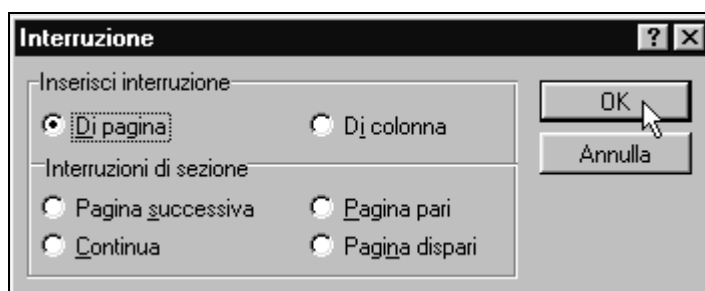 Interruzione
Inserisci interruzione
Di pagina Di colonna
OK
Annulla
Interruzioni di sezione
Pagina successiva Pagina pari
Continua Pagina dispari